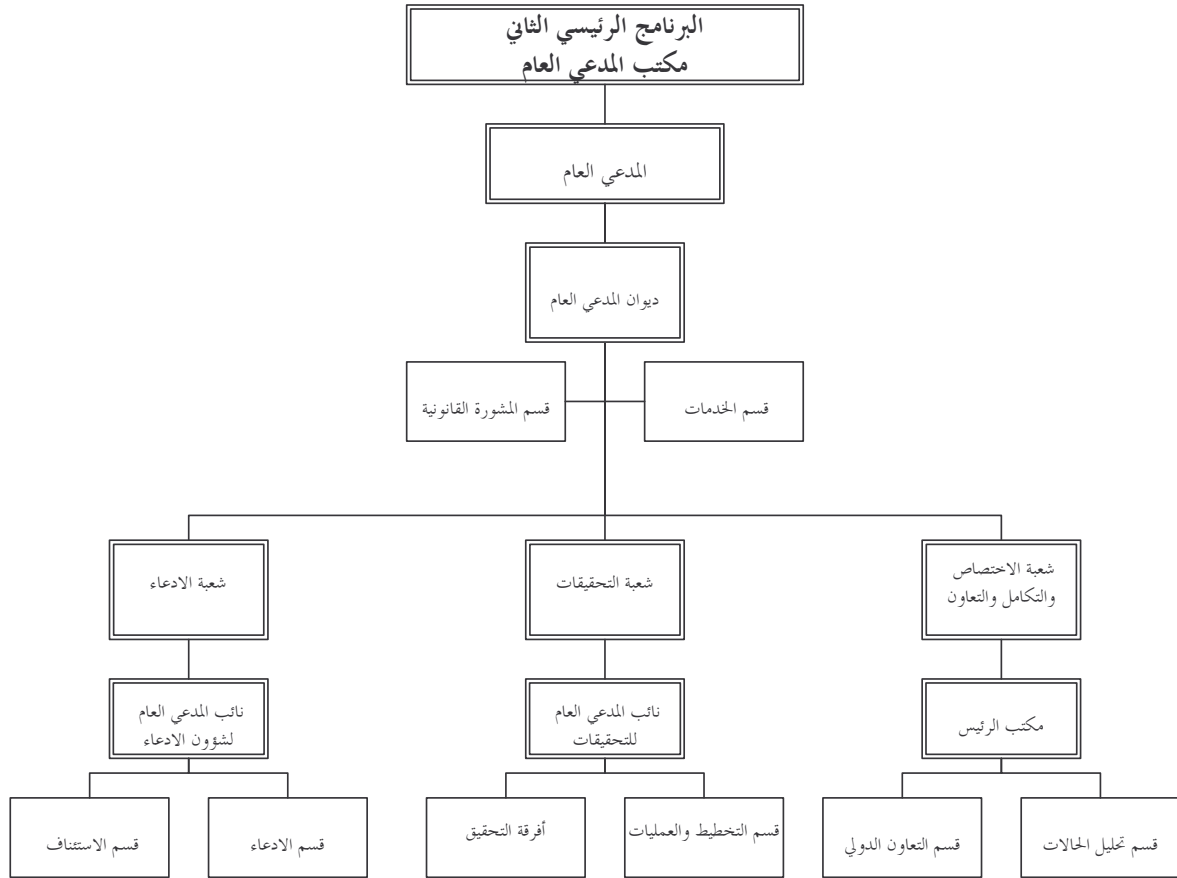 البرنامج الرئيسي الثاني
مكتب المدعي العام
المدعي العام
ديوان المدعي العام
قسم الخدمات
قسم المشورة القانونية
شعبة الاختصاص
والتكامل والتعاون
شعبة التحقيقات
شعبة الادعاء
مكتب الرئيس
نائب المدعي العام
للتحقيقات
نائب المدعي العام
لشؤون الادعاء
قسم تحليل الحالات
قسم التعاون الدولي
قسم التخطيط والعمليات
أفرقة التحقيق
قسم الادعاء
قسم الاستئناف